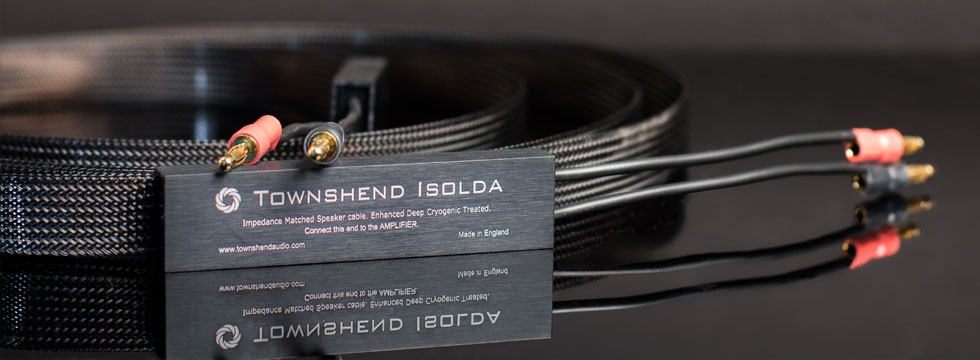 TOWNSHEND ISOLDA
Impedance Matched Speaker cable. Enhanced Deep Cryogenic Treated.
Connect this end to the AMPLIFIER.
www.townshendaudio.com Made in England